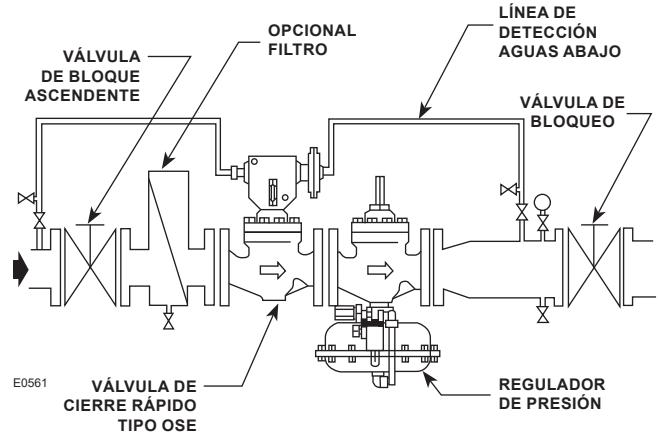 VÁLVULA
DE BLOQUE
ASCENDENTE
OPCIONAL
FILTRO
LÍNEA DE
DETECCIÓN
AGUAS ABAJO
VÁLVULA DE
BLOQUEO
E0561
VÁLVULA DE
CIERRE RÁPIDO
TIPO OSE
REGULADOR
DE PRESIÓN